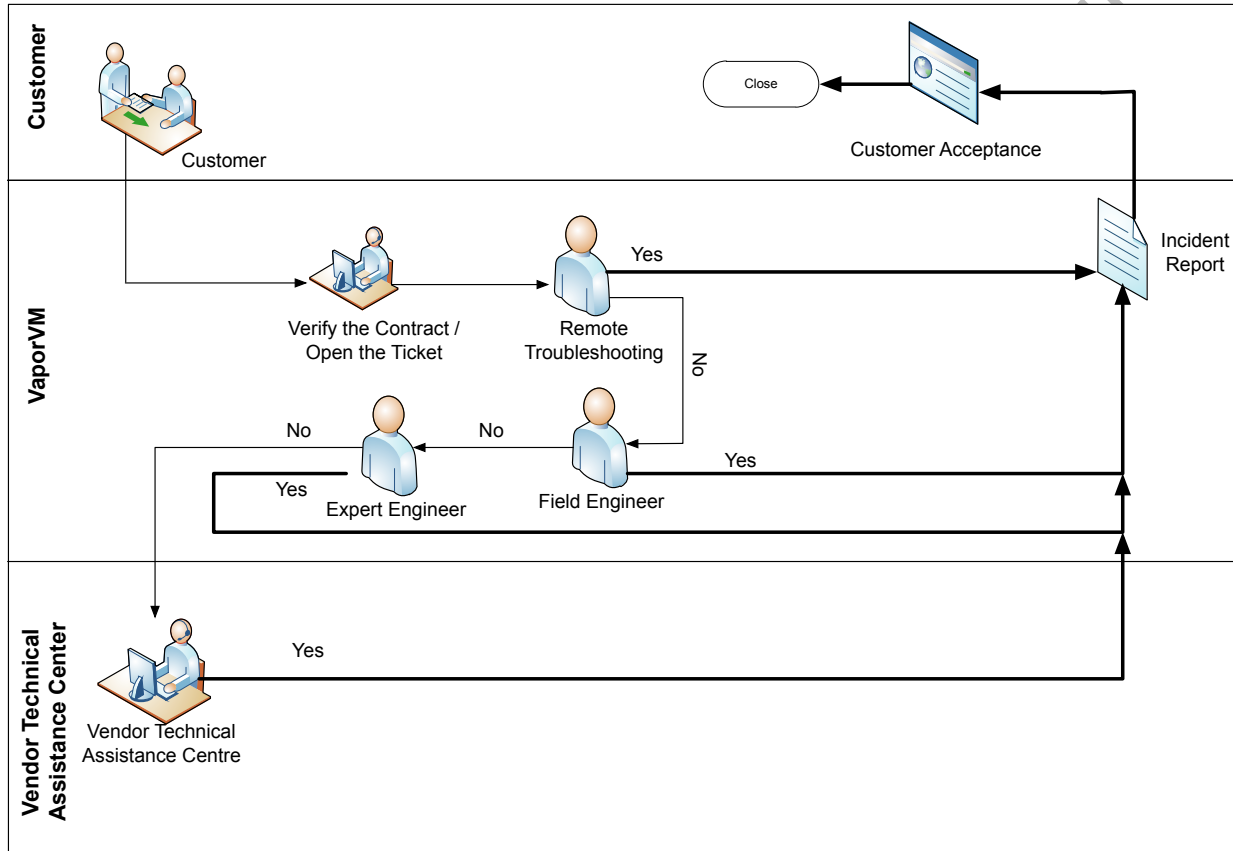 Customer
Customer
Close
Customer Acceptance
VaporVM
Verify the Contract /
Open the Ticket
Remote
Troubleshooting
Yes
No
Incident
Report
No
No
Yes
Expert Engineer
Field Engineer
Yes
Vendor Technical
Assistance Center
Yes
Vendor Technical
Assistance Centre